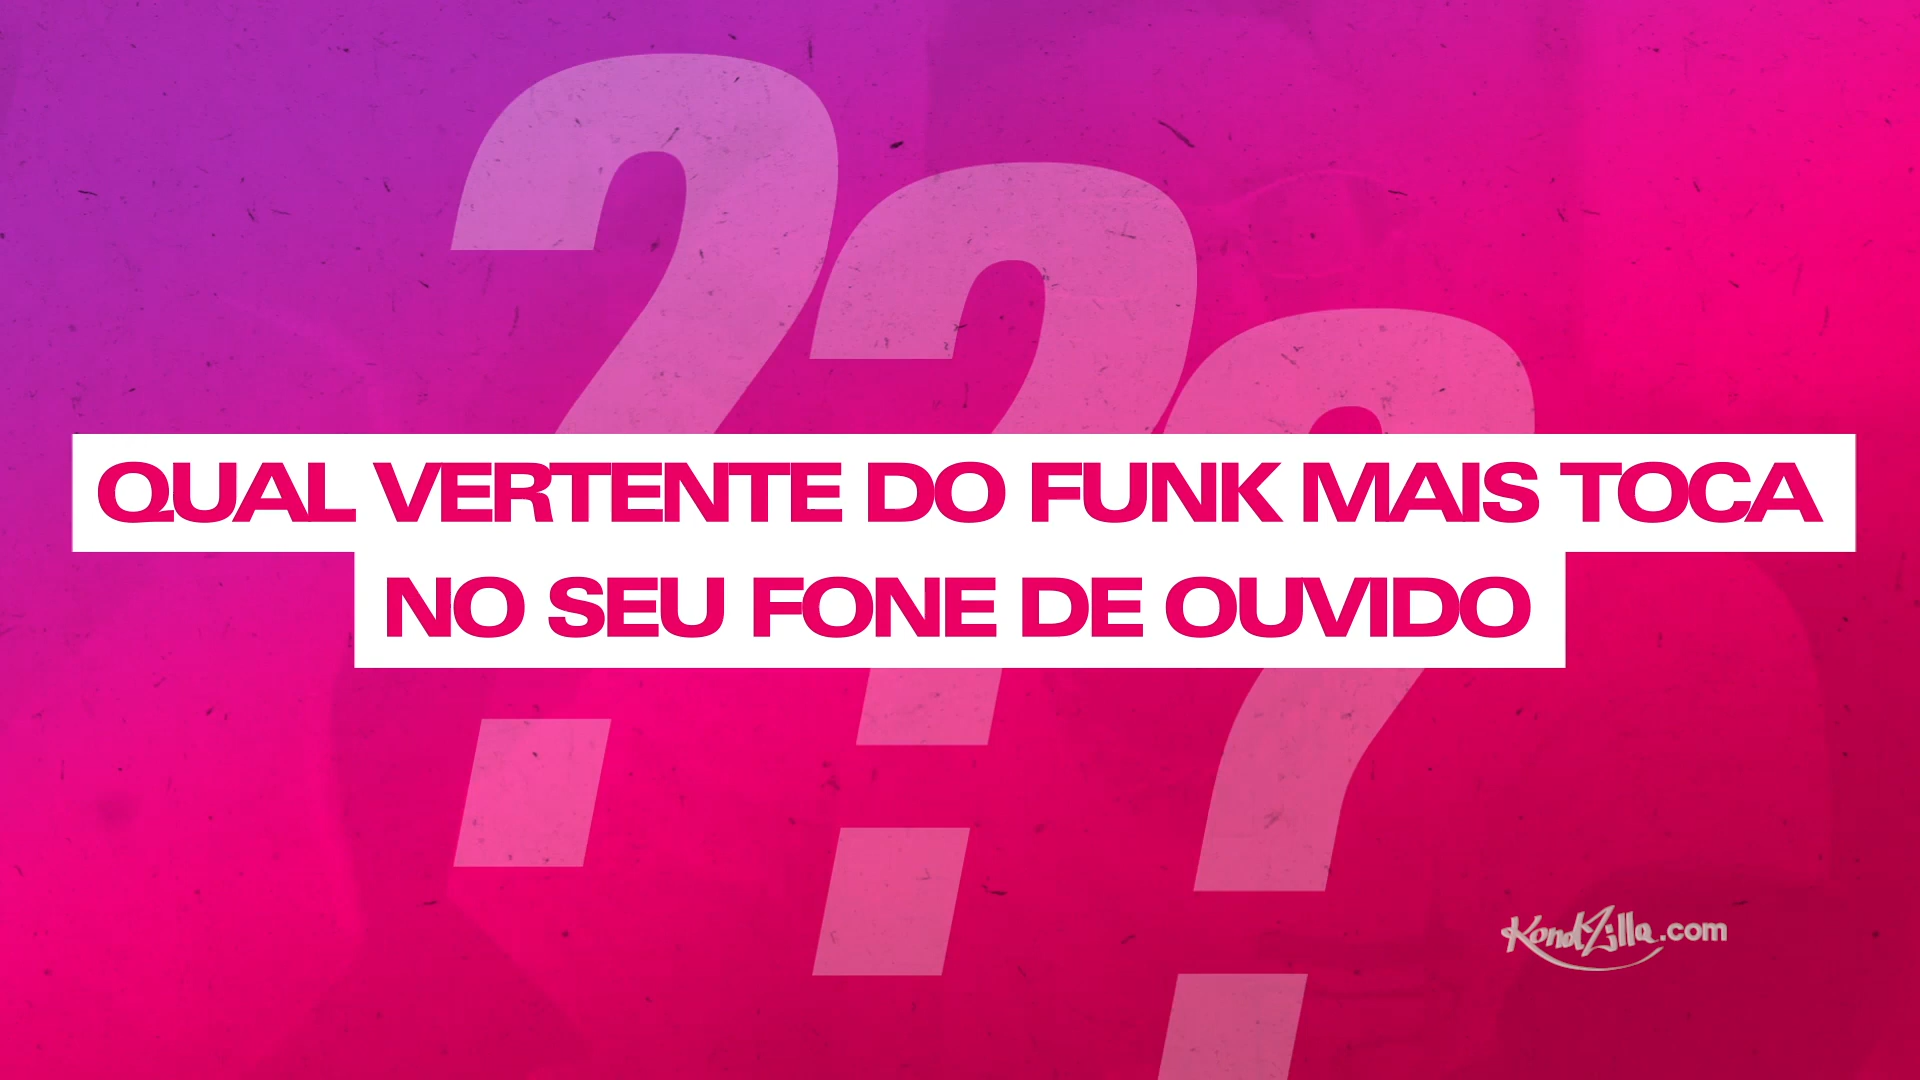 QUAL VERTENTE DO FUNK MAIS TOCA
NO SEU FONE DE OUVIDO
KondZilla.com